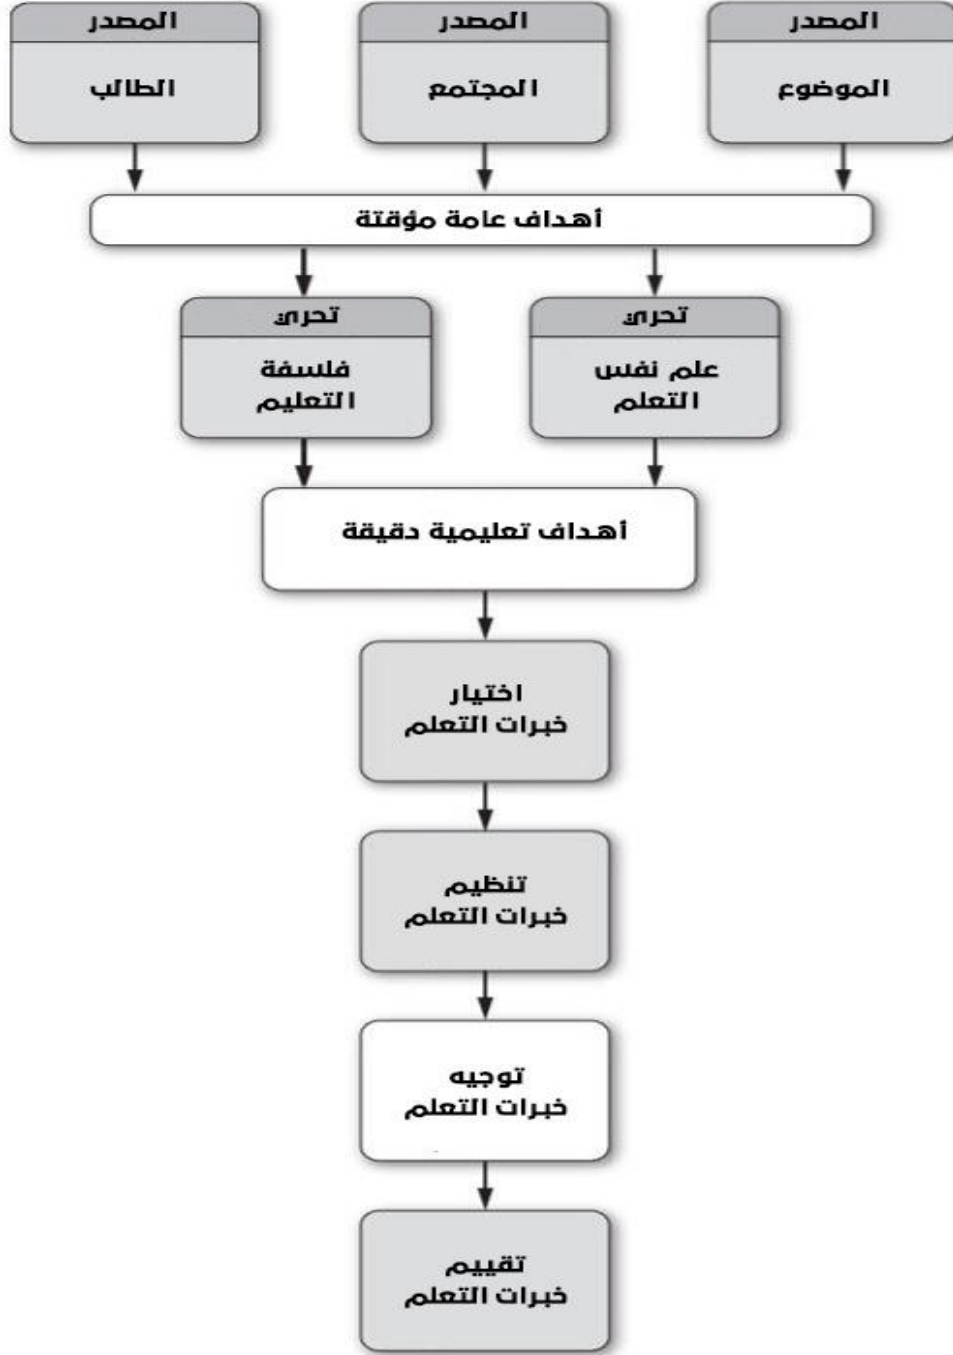 المصدر
الموضوع
المصدر
المجتمع
المصدر
الطالب
أهداف عامة مؤقتة
تحري
علم نفس
التعلم
تحري
فلسفة
التعليم
أهداف تعليمية دقيقة
اختيار
خبرات التعلم
تنظيم
خبرات التعلم
توجيه
خبرات التعلم
تقييم
خبرات التعلم